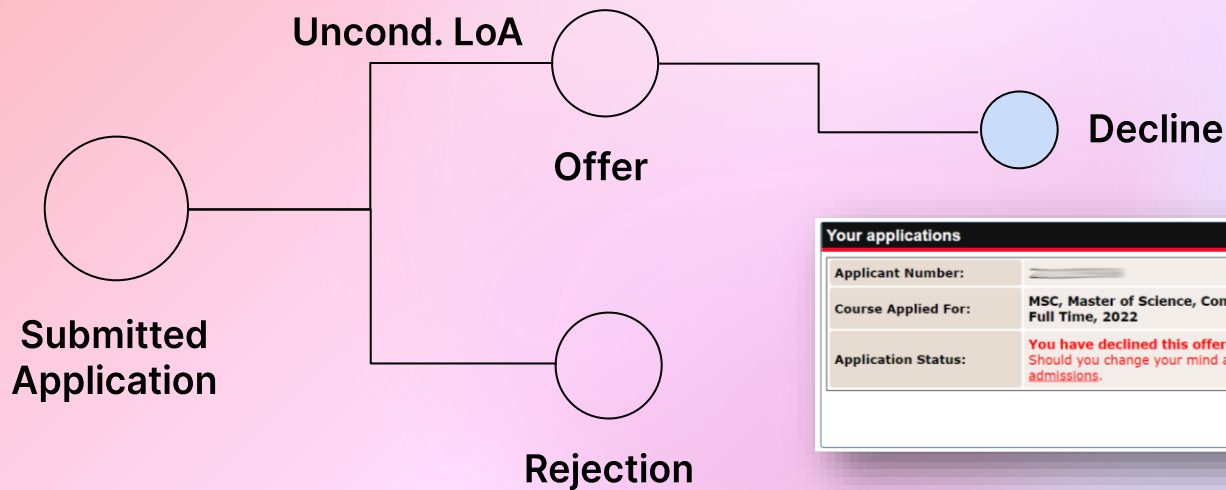 Uncond. LoA
Offer
Decline
Submitted
Application
Rejection
Your applications
Applicant Number:
Course Applied For:
MSC, Master of Science,
Full Time, 2022
Application Status:
You have declined this offer
Should you change your mind
admissions.